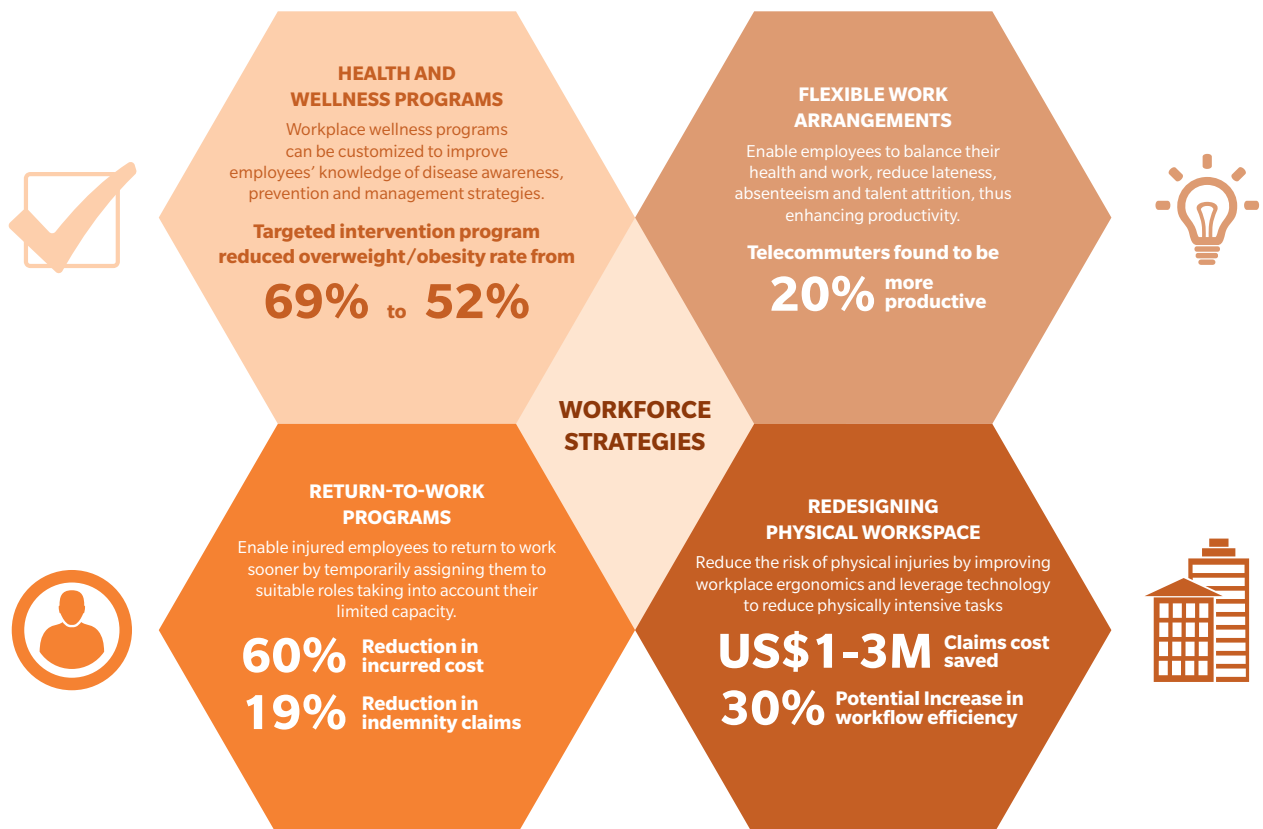 HEALTH AND
WELLNESS PROGRAMS
Workplace wellness programs
can be customized to improve
employees' knowledge of disease awareness,
prevention and management strategies.
Targeted intervention program
reduced overweight/obesity rate from
69% to 52%
FLEXIBLE WORK
ARRANGEMENTS
Enable employees to balance their
health and work, reduce lateness,
absenteeism and talent attrition, thus
enhancing productivity.
Telecommuters found to be
20% more
productive
WORKFORCE
STRATEGIES
RETURN-TO-WORK
PROGRAMS
Enable injured employees to return to work
sooner by temporarily assigning them to
suitable roles taking into account their
limited capacity.
60% Reduction in
incurred cost
19% Reduction in
indemnity claims
REDESIGNING
PHYSICAL WORKSPACE
Reduce the risk of physical injuries by improving
workplace ergonomics and leverage technology
to reduce physically intensive tasks
US$1-3M Claims cost
saved
30% Potential Increase in
workflow efficiency